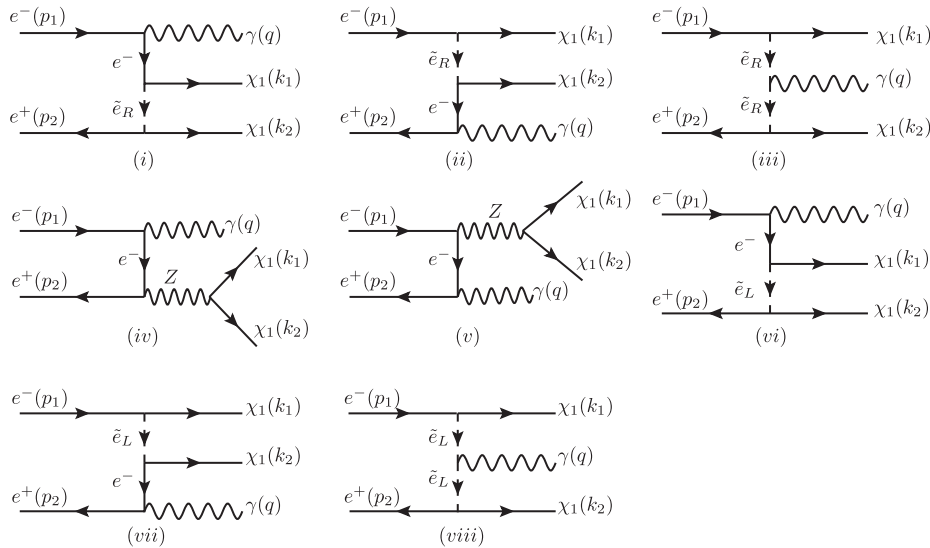 e⁻(p₁) γ(q) e⁻ χ₁(k₁) ẽ_R e⁺(p₂) χ₁(k₂) (i)
e⁻(p₁) χ₁(k₁) ẽ_R χ₁(k₂) e⁻ e⁺(p₂) γ(q) (ii)
e⁻(p₁) χ₁(k₁) ẽ_R γ(q) ẽ_R e⁺(p₂) χ₁(k₂) (iii)
e⁻(p₁) γ(q) e⁻ χ₁(k₁) Z e⁺(p₂) χ₁(k₂) (iv)
e⁻(p₁) Z χ₁(k₁) e⁻ χ₁(k₂) e⁺(p₂) γ(q) (v)
e⁻(p₁) γ(q) e⁻ χ₁(k₁) ẽ_L e⁺(p₂) χ₁(k₂) (vi)
e⁻(p₁) χ₁(k₁) ẽ_L χ₁(k₂) e⁻ e⁺(p₂) γ(q) (vii)
e⁻(p₁) χ₁(k₁) ẽ_L γ(q) ẽ_L e⁺(p₂) χ₁(k₂) (viii)